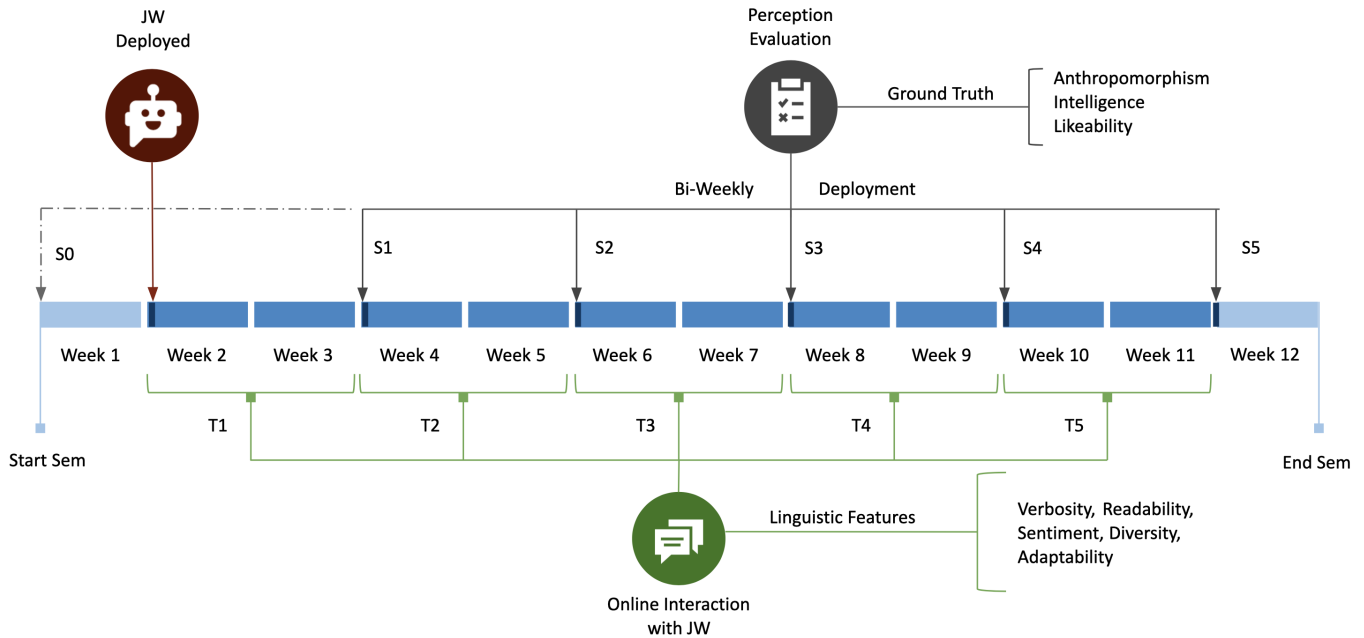 JW
Deployed
Perception
Evaluation
Ground Truth
Anthropomorphism
Intelligence
Likeability
Bi-Weekly Deployment
S0
S1
S2
S3
S4
S5
Week 1
Week 2
Week 3
Week 4
Week 5
Week 6
Week 7
Week 8
Week 9
Week 10
Week 11
Week 12
T1
T2
T3
T4
T5
Start Sem
End Sem
Linguistic Features
Verbosity, Readability,
Sentiment, Diversity,
Adaptability
Online Interaction
with JW